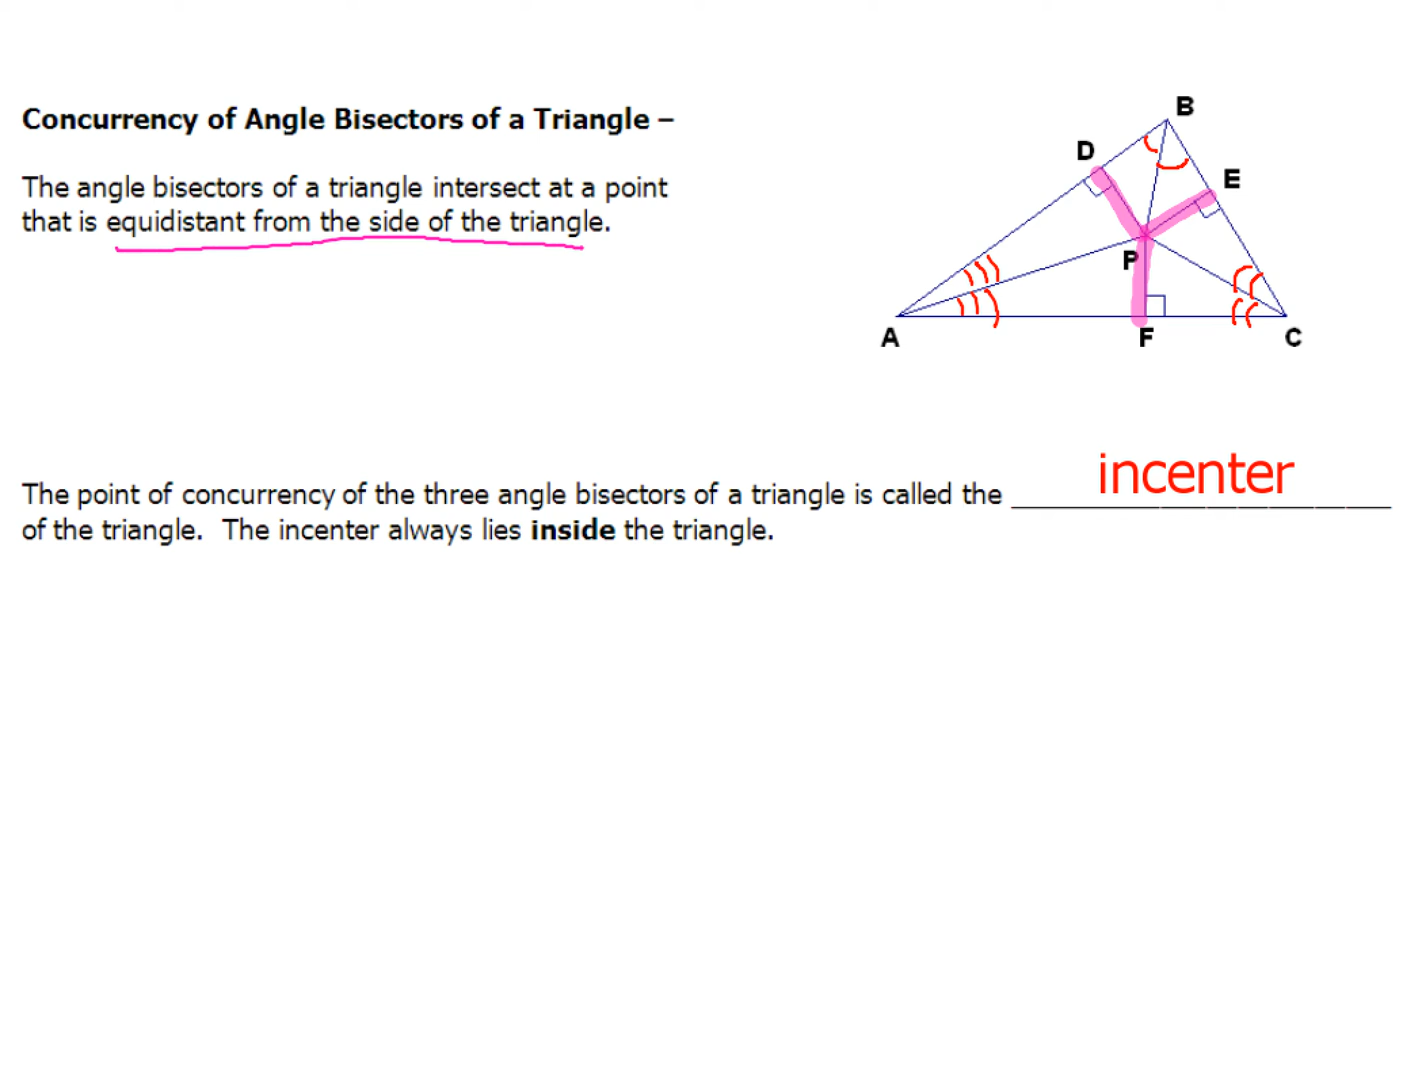 Concurrency of Angle Bisectors of a Triangle –
The angle bisectors of a triangle intersect at a point
that is equidistant from the side of the triangle.
B
D
E
P
A
F
C
The point of concurrency of the three angle bisectors of a triangle is called the incenter
of the triangle. The incenter always lies inside the triangle.